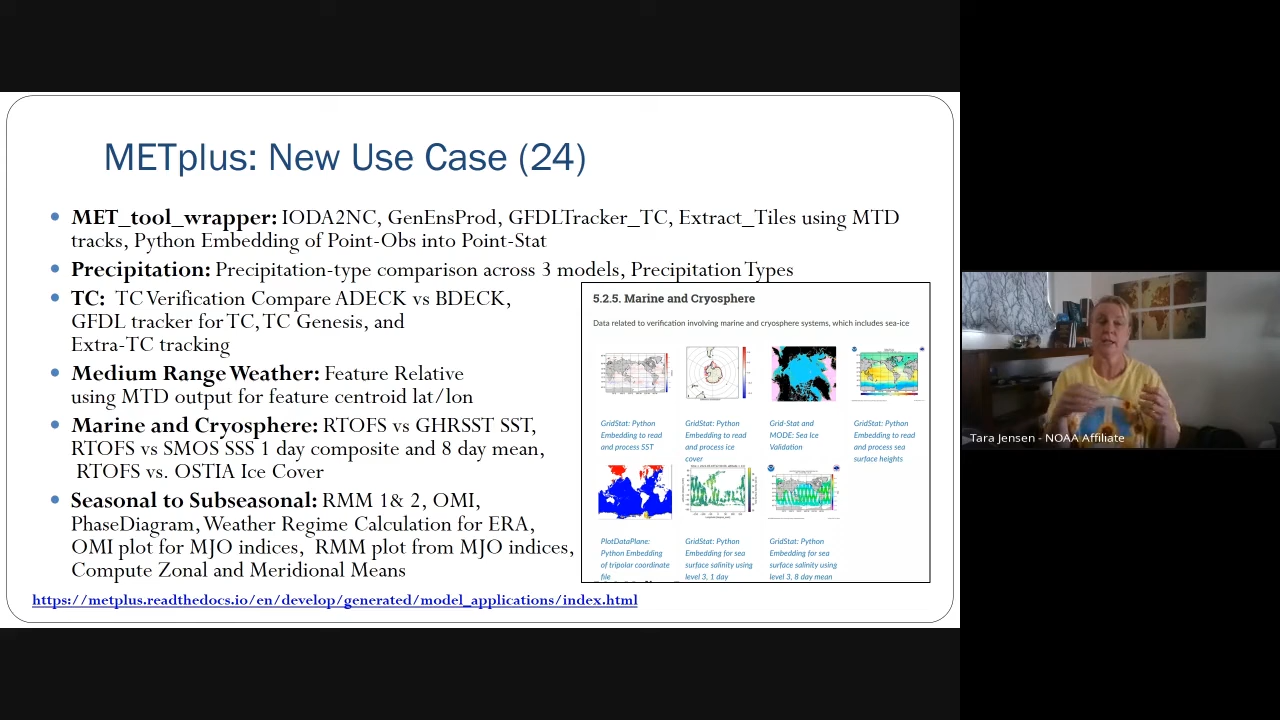 METplus: New Use Case (24)
MET_tool_wrapper: IODA2NC, GenEnsProd, GFDLTracker_TC, Extract_Tiles using MTD
tracks, Python Embedding of Point-Obs into Point-Stat
Precipitation: Precipitation-type comparison across 3 models, Precipitation Types
TC: TC Verification Compare ADECK vs BDECK,
GFDL tracker for TC, TC Genesis, and
Extra-TC tracking
Medium Range Weather: Feature Relative
using MTD output for feature centroid lat/lon
Marine and Cryosphere: RTOFS vs GHRSST SST,
RTOFS vs SMOS SSS 1 day composite and 8 day mean,
RTOFS vs. OSTIA Ice Cover
Seasonal to Subseasonal: RMM 1& 2, OMI,
PhaseDiagram, Weather Regime Calculation for ERA,
OMI plot for MJO indices, RMM plot from MJO indices,
Compute Zonal and Meridional Means
https://metplus.readthedocs.io/en/develop/generated/model_applications/index.html
5.2.5. Marine and Cryosphere
Data related to verification involving marine and cryosphere systems, which includes sea-ice
GridStat: Python
Embedding to read
and process SST
GridStat: Python
Embedding to read
and process ice
cover
Grid-Stat and
MODE: Sea Ice
Validation
GridStat: Python
Embedding to read
and process sea
surface heights
PlotDataPlane:
Python Embedding
of tripolar coordinate
file
GridStat: Python
Embedding for sea
surface salinity using
level 3, 1 day
GridStat: Python
Embedding for sea
surface salinity using
level 3, 8 day mean
Tara Jensen - NOAA Affiliate